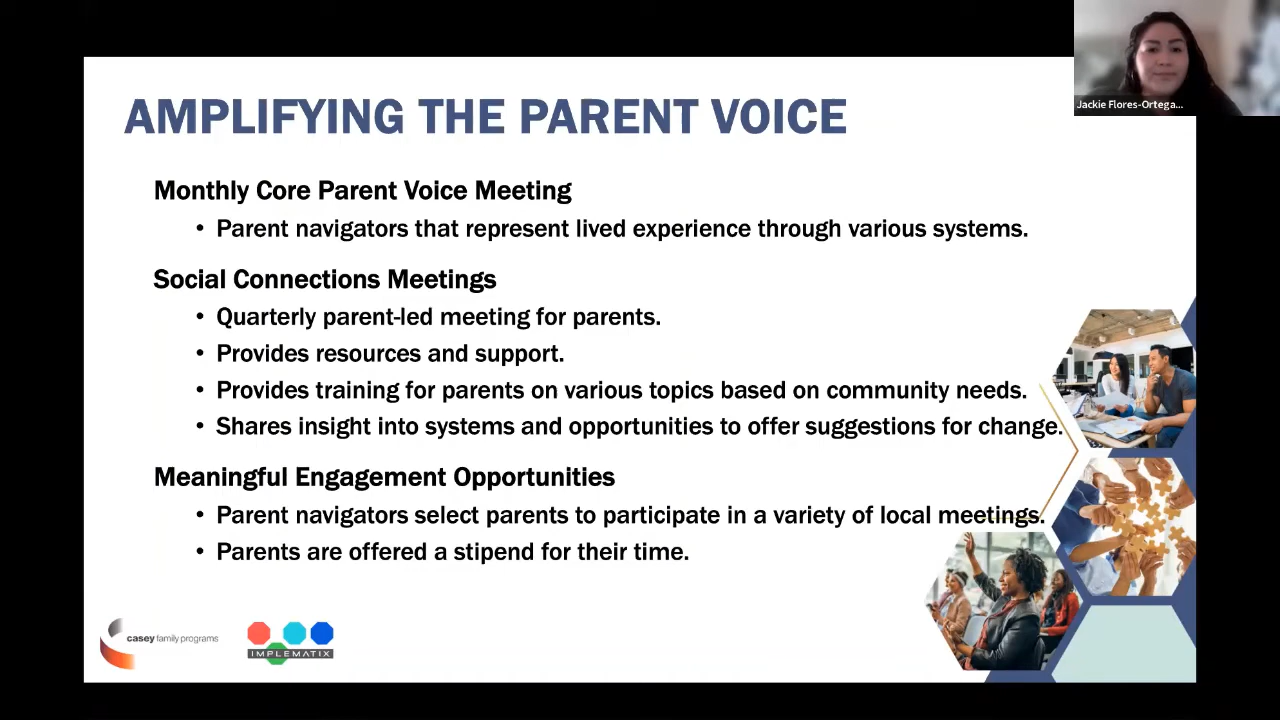 Jackie Flores-Ortega...
AMPLIFYING THE PARENT VOICE
Monthly Core Parent Voice Meeting
• Parent navigators that represent lived experience through various systems.
Social Connections Meetings
• Quarterly parent-led meeting for parents.
• Provides resources and support.
• Provides training for parents on various topics based on community needs.
• Shares insight into systems and opportunities to offer suggestions for change.
Meaningful Engagement Opportunities
• Parent navigators select parents to participate in a variety of local meetings.
• Parents are offered a stipend for their time.
casey family programs
IMPLEMATIX